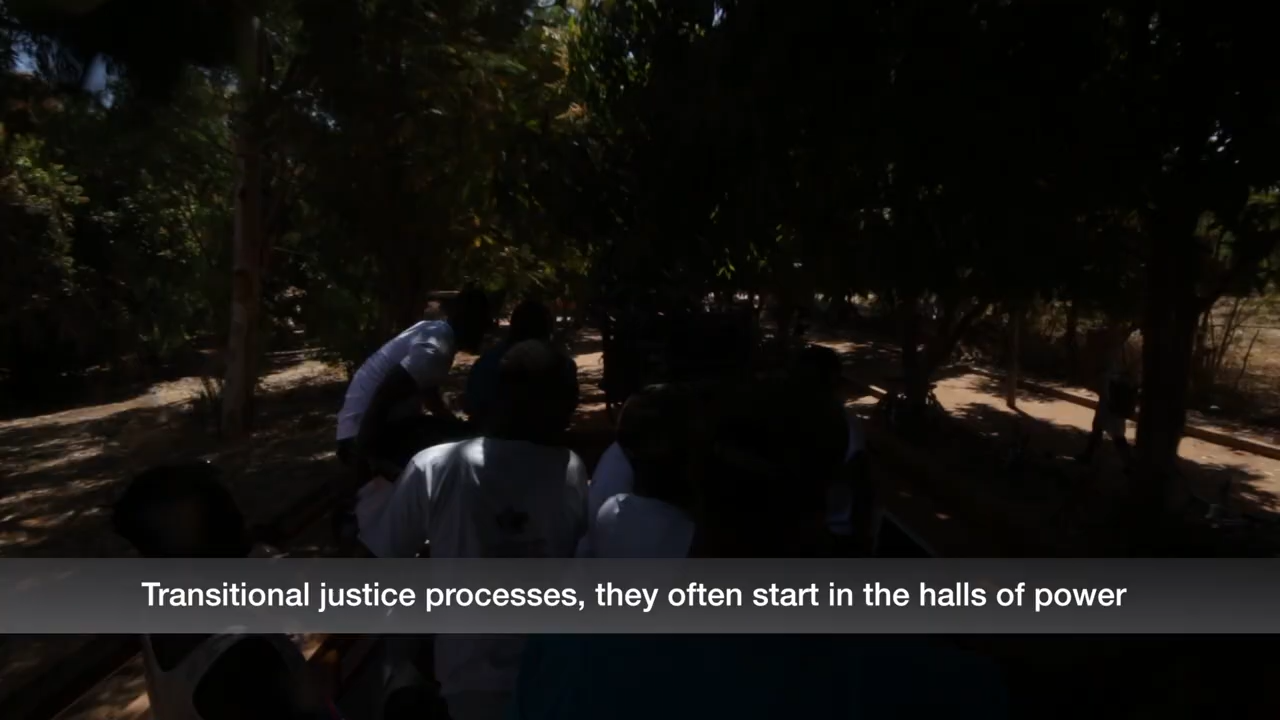 Transitional justice processes, they often start in the halls of power